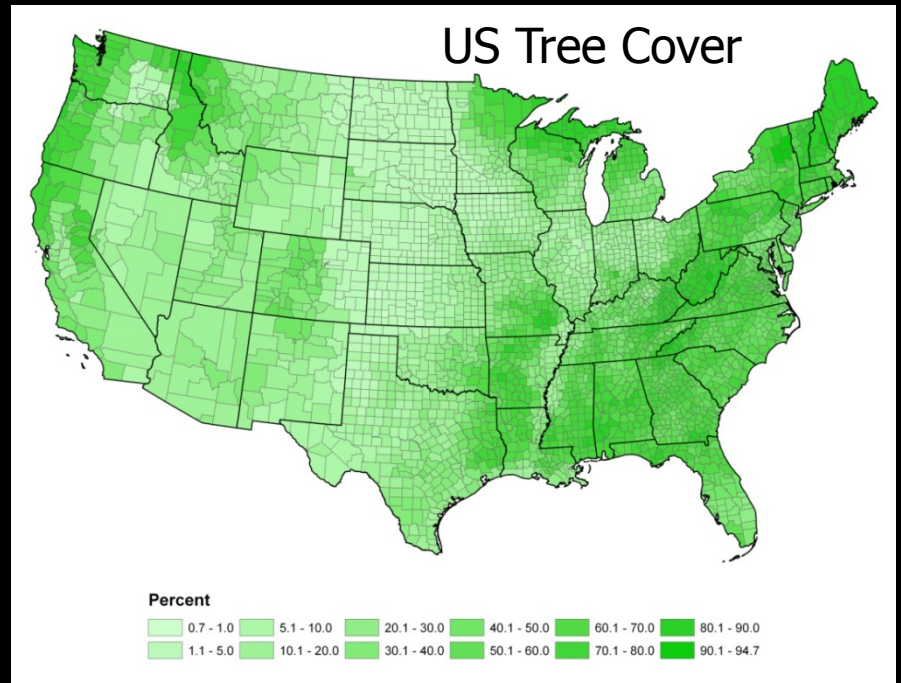 US Tree Cover
Percent
0.7 - 1.0 5.1 - 10.0 20.1 - 30.0 40.1 - 50.0 60.1 - 70.0 80.1 - 90.0
1.1 - 5.0 10.1 - 20.0 30.1 - 40.0 50.1 - 60.0 70.1 - 80.0 90.1 - 94.7